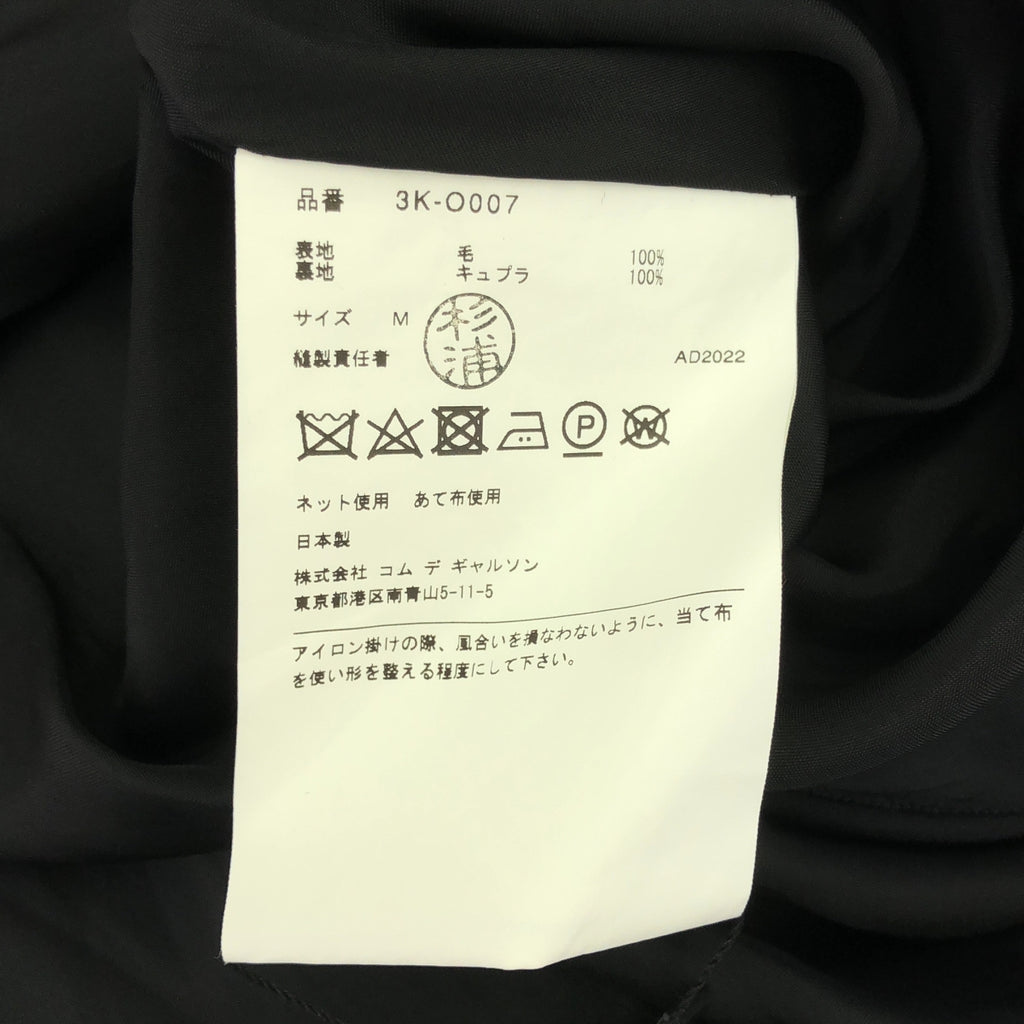 品番 3K-O007
表地 毛 100%
裏地 キュプラ 100%
サイズ M
杉浦
縫製責任者 AD2022
P W
ネット使用 あて布使用
日本製
株式会社 コム デ ギャルソン
東京都港区南青山5-11-5
アイロン掛けの際、風合いを損なわないように、当て布
を使い形を整える程度にして下さい。